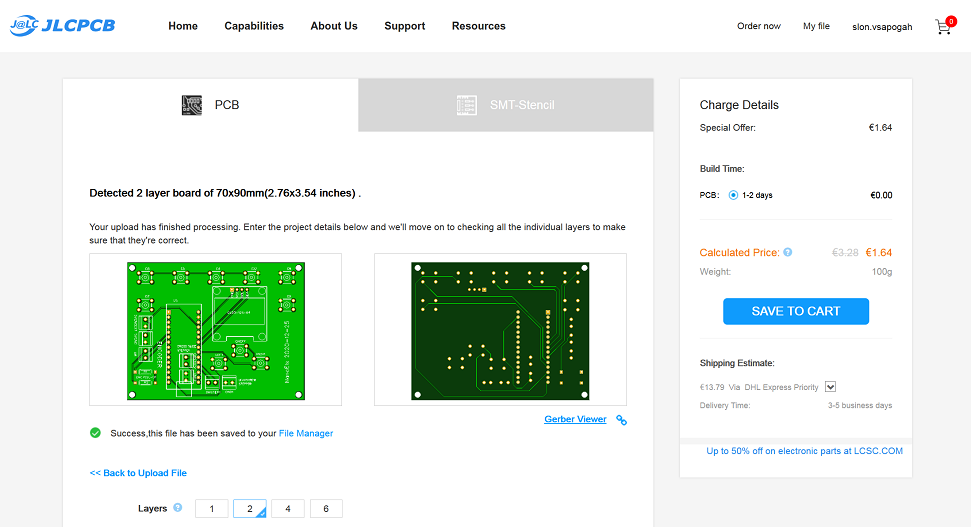 J@LC JLCPCB
Home Capabilities About Us Support Resources
Order now My file slon.vsapogah 0
PCB
SMT-Stencil
Detected 2 layer board of 70x90mm(2.76x3.54 inches) .
Your upload has finished processing. Enter the project details below and we'll move on to checking all the individual layers to make
sure that they're correct.
ENCODER
NanoElx 2020-12-25
Gerber Viewer
Success,this file has been saved to your File Manager
<< Back to Upload File
Layers ? 1 2 4 6
Charge Details
Special Offer: €1.64
Build Time:
PCB: 1-2 days €0.00
Calculated Price: ? €3.28 €1.64
Weight: 100g
SAVE TO CART
Shipping Estimate:
€13.79 Via DHL Express Priority
Delivery Time: 3-5 business days
Up to 50% off on electronic parts at LCSC.COM